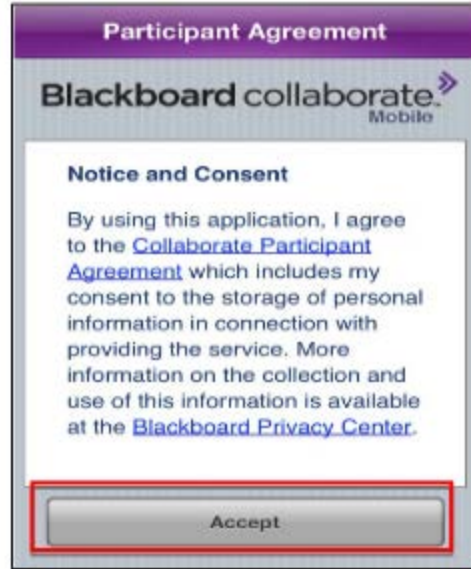 Participant Agreement
Blackboard collaborate™
Mobile
Notice and Consent
By using this application, I agree
to the Collaborate Participant
Agreement which includes my
consent to the storage of personal
information in connection with
providing the service. More
information on the collection and
use of this information is available
at the Blackboard Privacy Center.
Accept